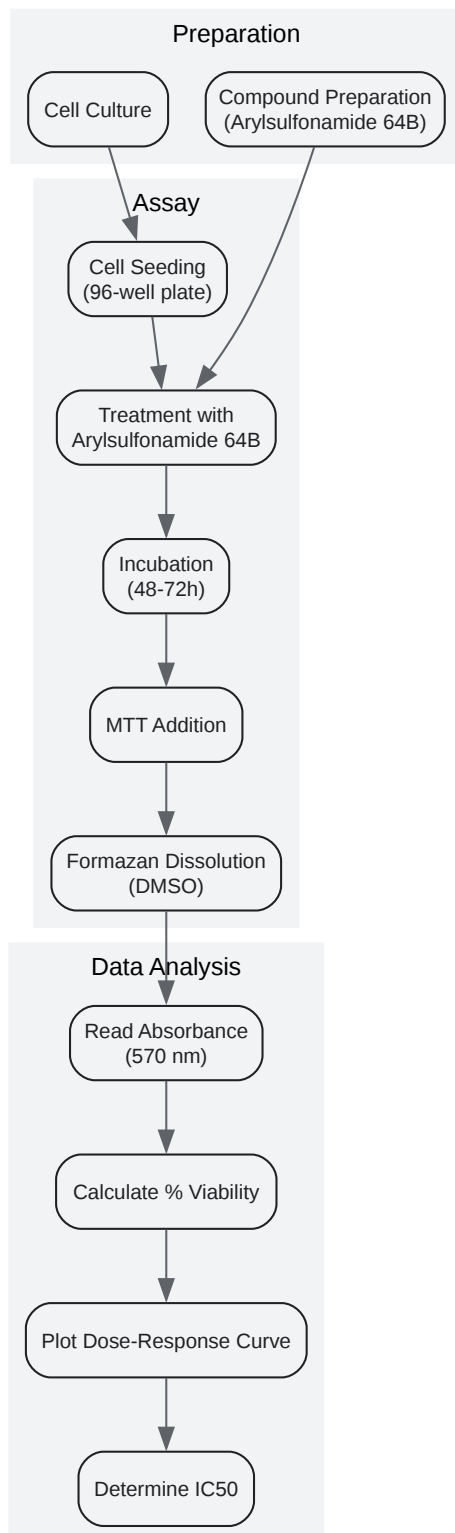 Preparation
Cell Culture
Compound Preparation
(Arylsulfonamide 64B)
Assay
Cell Seeding
(96-well plate)
Treatment with
Arylsulfonamide 64B
Incubation
(48-72h)
MTT Addition
Formazan Dissolution
(DMSO)
Data Analysis
Read Absorbance
(570 nm)
Calculate % Viability
Plot Dose-Response Curve
Determine IC50